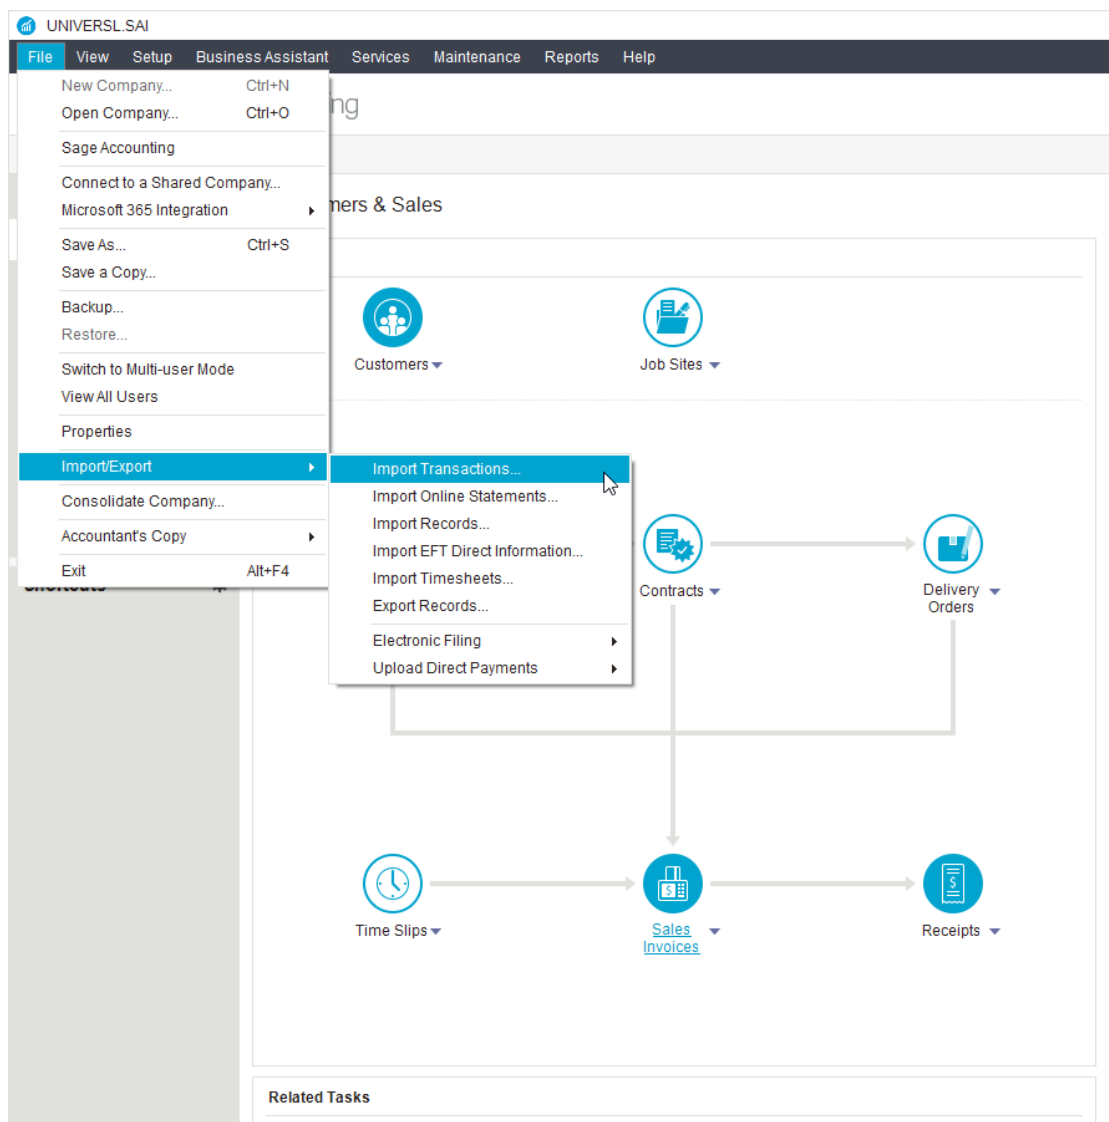 UNIVERSL.SAI
File View Setup Business Assistant Services Maintenance Reports Help
New Company... Ctrl+N
Open Company... Ctrl+O
Sage Accounting
Connect to a Shared Company...
Microsoft 365 Integration
Save As... Ctrl+S
Save a Copy...
Backup...
Restore...
Switch to Multi-user Mode
View All Users
Properties
Import/Export
Consolidate Company...
Accountant's Copy
Exit Alt+F4
Import Transactions...
Import Online Statements...
Import Records...
Import EFT Direct Information...
Import Timesheets...
Export Records...
Electronic Filing
Upload Direct Payments
ng
mers & Sales
Customers
Job Sites
Contracts
Delivery
Orders
Time Slips
Sales
Invoices
Receipts
Related Tasks